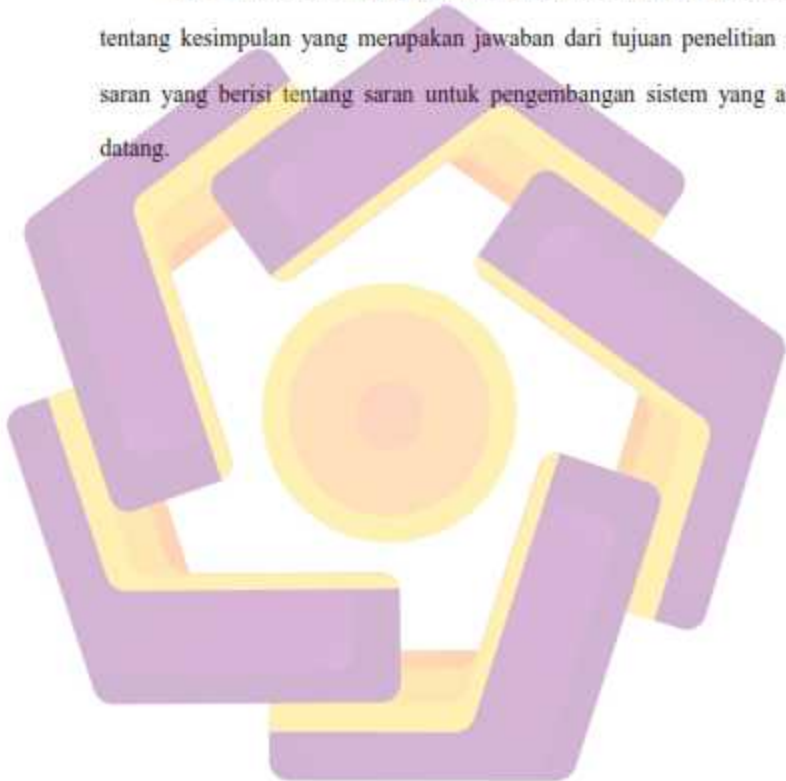 tentang kesimpulan yang merupakan jawaban dari tujuan penelitian
saran yang berisi tentang saran untuk pengembangan sistem yang a
datang.